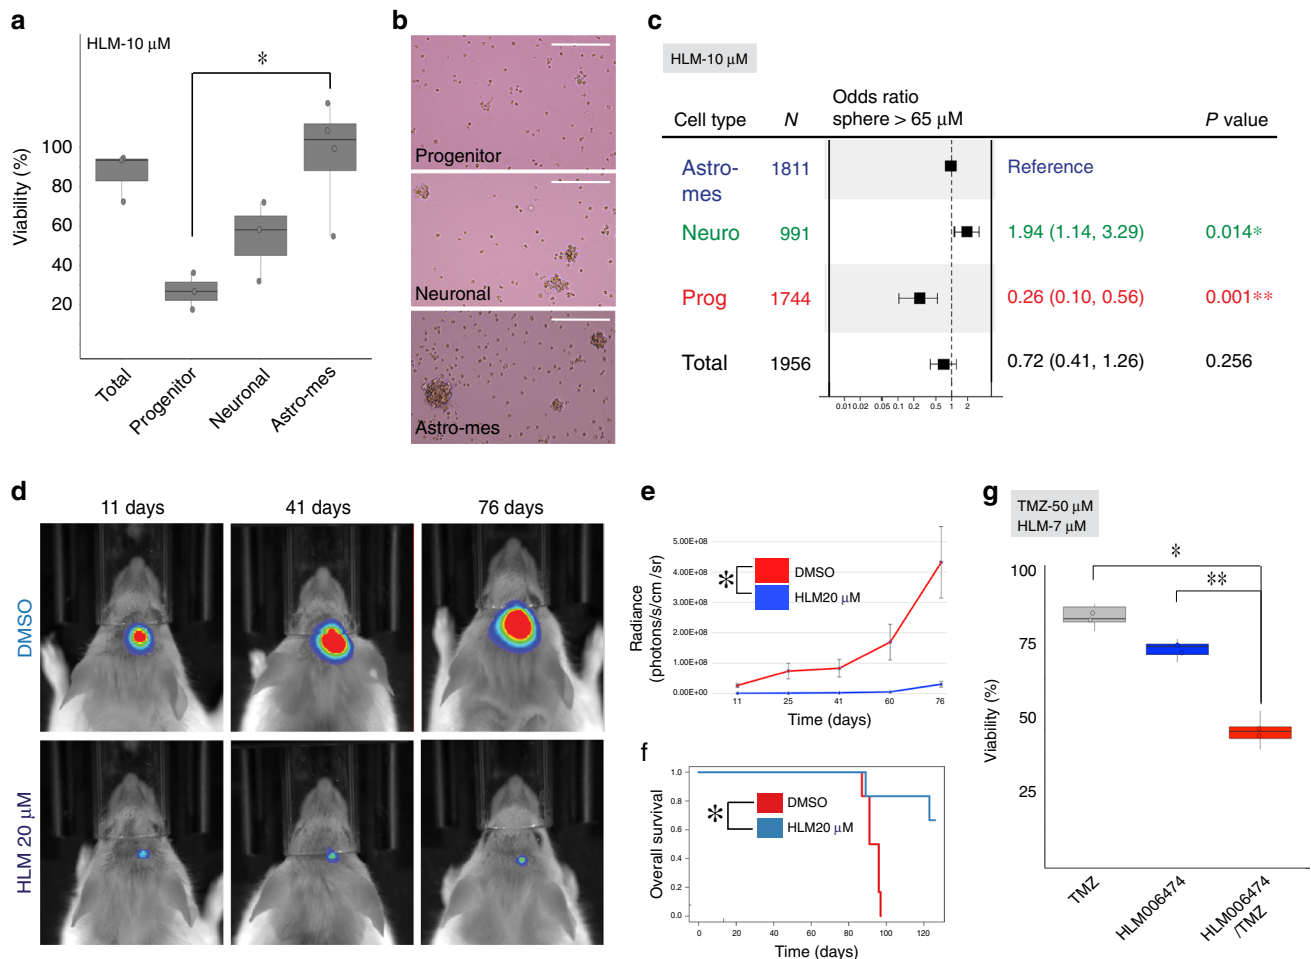 a
HLM-10 μM
*
Viability (%)
100
80
60
40
20
Total
Progenitor
Neuronal
Astro-mes
b
Progenitor
Neuronal
Astro-mes
c
HLM-10 μM
Cell type N Odds ratio sphere > 65 μM P value
Astro-mes 1811 Reference
Neuro 991 1.94 (1.14, 3.29) 0.014*
Prog 1744 0.26 (0.10, 0.56) 0.001**
Total 1956 0.72 (0.41, 1.26) 0.256
0.01 0.02 0.05 0.1 0.2 0.5 1 2
d
11 days 41 days 76 days
DMSO
HLM 20 μM
e
Radiance
(photons/s/cm /sr)
5.00E+08
4.00E+08
3.00E+08
2.00E+08
1.00E+08
0.00E+00
* DMSO
HLM20 μM
11 25 41 60 76
Time (days)
f
Overall survival
1.0
0.8
0.6
0.4
0.2
0.0
* DMSO
HLM20 μM
0 20 40 60 80 100 120
Time (days)
g
TMZ-50 μM
HLM-7 μM
*
**
Viability (%)
100
75
50
25
TMZ
HLM006474
HLM006474
/TMZ